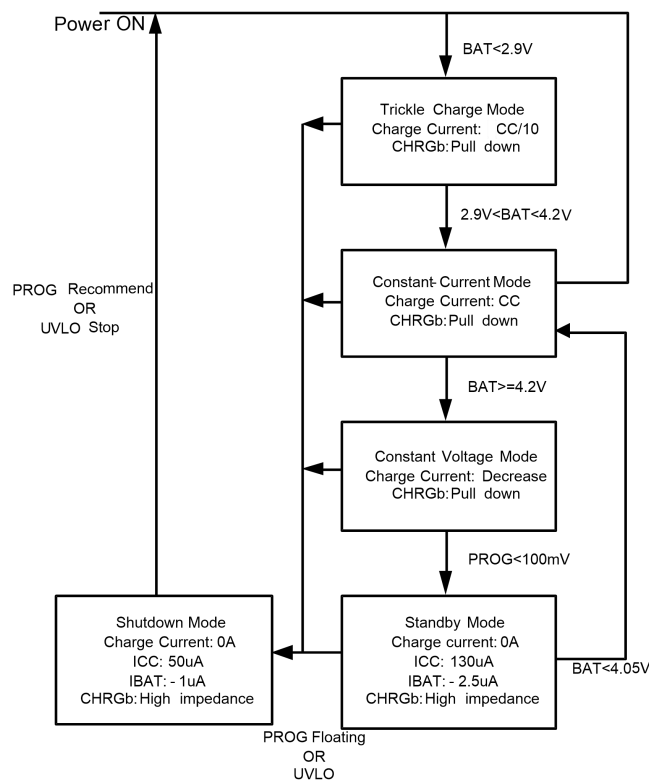 Power ON
BAT<2.9V
Trickle Charge Mode
Charge Current: CC/10
CHRGb:Pull down
2.9V<BAT<4.2V
Constant-Current Mode
Charge Current: CC
CHRGb:Pull down
PROG Recommend
OR
UVLO Stop
BAT>=4.2V
Constant Voltage Mode
Charge Current: Decrease
CHRGb:Pull down
PROG<100mV
Shutdown Mode
Charge Current: 0A
ICC: 50uA
IBAT: - 1uA
CHRGb:High impedance
Standby Mode
Charge current: 0A
ICC: 130uA
IBAT: - 2.5uA
CHRGb:High impedance
BAT<4.05V
PROG Floating
OR
UVLO